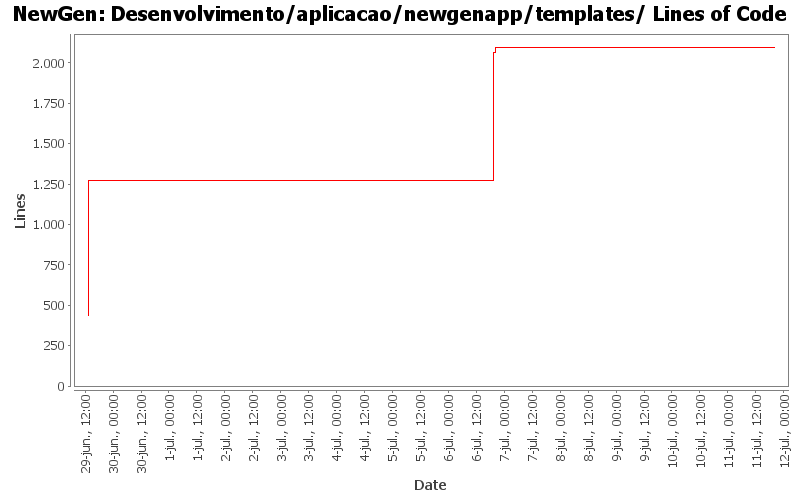 NewGen: Desenvolvimento/aplicacao/newgenapp/templates/ Lines of Code
Lines
2.000
1.750
1.500
1.250
1.000
750
500
250
0
29-jun., 12:00
30-jun., 00:00
30-jun., 12:00
1-jul., 00:00
1-jul., 12:00
2-jul., 00:00
2-jul., 12:00
3-jul., 00:00
3-jul., 12:00
4-jul., 00:00
4-jul., 12:00
5-jul., 00:00
5-jul., 12:00
6-jul., 00:00
6-jul., 12:00
7-jul., 00:00
7-jul., 12:00
8-jul., 00:00
8-jul., 12:00
9-jul., 00:00
9-jul., 12:00
10-jul., 00:00
10-jul., 12:00
11-jul., 00:00
11-jul., 12:00
12-jul., 00:00
Date